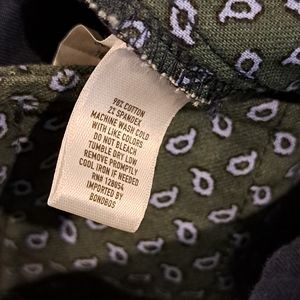 98% COTTON
2% SPANDEX
MACHINE WASH COLD
WITH LIKE COLORS
DO NOT BLEACH
TUMBLE DRY LOW
REMOVE PROMPTLY
COOL IRON IF NEEDED
RN# 128054
IMPORTED BY
BONOBOS